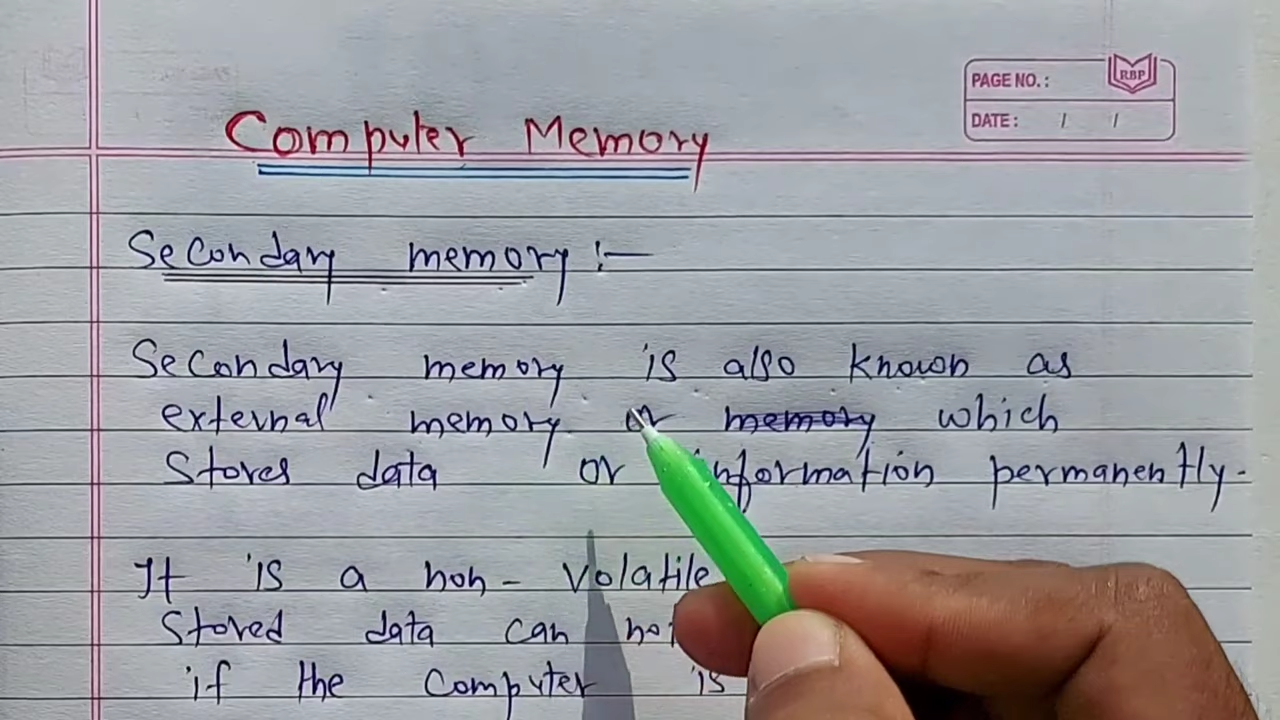 PAGE NO. :
RBP
DATE : / /
Computer Memory
Secondary memory :-
Secondary memory is also known as
external memory or memory which
Stores data or information permanently.
It is a non-volatile
Stored data can
if the Computer is